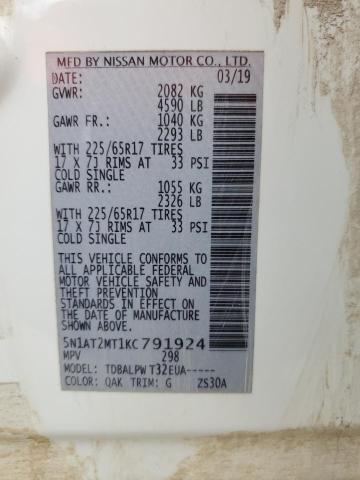 MFD BY NISSAN MOTOR CO., LTD.
DATE: 03/19
GVWR: 2082 KG
4590 LB
GAWR FR.: 1040 KG
2293 LB
WITH 225/65R17 TIRES
17 X 7J RIMS AT 33 PSI
COLD SINGLE
GAWR RR.: 1055 KG
2326 LB
WITH 225/65R17 TIRES
17 X 7J RIMS AT 33 PSI
COLD SINGLE
THIS VEHICLE CONFORMS TO
ALL APPLICABLE FEDERAL
MOTOR VEHICLE SAFETY
AND THEFT PREVENTION
STANDARDS IN EFFECT ON
THE DATE OF MANUFACTURE
SHOWN ABOVE.
5N1AT2MT1KC791924
MPV 298
MODEL: TDBALPW T32EUA-----
COLOR: QAK TRIM: G ZS30A